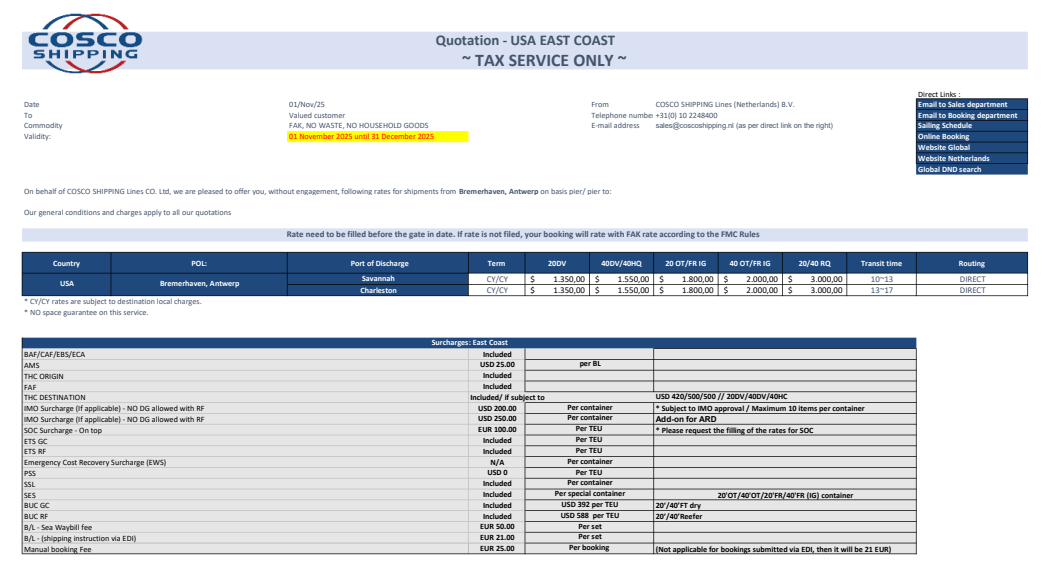 COSCO
SHIPPING
Quotation - USA EAST COAST
~ TAX SERVICE ONLY ~
Direct Links :
Date 01/Nov/25 From COSCO SHIPPING Lines (Netherlands) B.V. Email to Sales department
To Valued customer Telephone numbe +31(0) 10 2248400 Email to Booking department
Commodity FAK, NO WASTE, NO HOUSEHOLD GOODS E-mail address sales@coscoshipping.nl (as per direct link on the right) Sailing Schedule
Validity: 01 November 2025 until 31 December 2025 Online Booking
Website Global
Website Netherlands
Global DND search
On behalf of COSCO SHIPPING Lines CO. Ltd, we are pleased to offer you, without engagement, following rates for shipments from Bremerhaven, Antwerp on basis pier/ pier to:
Our general conditions and charges apply to all our quotations
Rate need to be filled before the gate in date. If rate is not filed, your booking will rate with FAK rate according to the FMC Rules
Country POL: Port of Discharge Term 20DV 40DV/40HQ 20 OT/FR IG 40 OT/FR IG 20/40 RQ Transit time Routing
USA Bremerhaven, Antwerp Savannah CY/CY $ 1.350,00 $ 1.550,00 $ 1.800,00 $ 2.000,00 $ 3.000,00 10~13 DIRECT
Charleston CY/CY $ 1.350,00 $ 1.550,00 $ 1.800,00 $ 2.000,00 $ 3.000,00 13~17 DIRECT
* CY/CY rates are subject to destination local charges.
* NO space guarantee on this service.
Surcharges: East Coast
BAF/CAF/EBS/ECA Included
AMS USD 25.00 per BL
THC ORIGIN Included
FAF Included
THC DESTINATION Included/ if subject to USD 420/500/500 // 20DV/40DV/40HC
IMO Surcharge (If applicable) - NO DG allowed with RF USD 200.00 Per container * Subject to IMO approval / Maximum 10 items per container
IMO Surcharge (If applicable) - NO DG allowed with RF USD 250.00 Per container Add-on for ARD
SOC Surcharge - On top EUR 100.00 Per TEU * Please request the filling of the rates for SOC
ETS GC Included Per TEU
ETS RF Included Per TEU
Emergency Cost Recovery Surcharge (EWS) N/A Per container
PSS USD 0 Per TEU
SSL Included Per container
SES Included Per special container 20'OT/40'OT/20'FR/40'FR (IG) container
BUC GC Included USD 392 per TEU 20'/40'FT dry
BUC RF Included USD 588 per TEU 20'/40'Reefer
B/L - Sea Waybill fee EUR 50.00 Per set
B/L - (shipping instruction via EDI) EUR 21.00 Per set
Manual booking Fee EUR 25.00 Per booking (Not applicable for bookings submitted via EDI, then it will be 21 EUR)